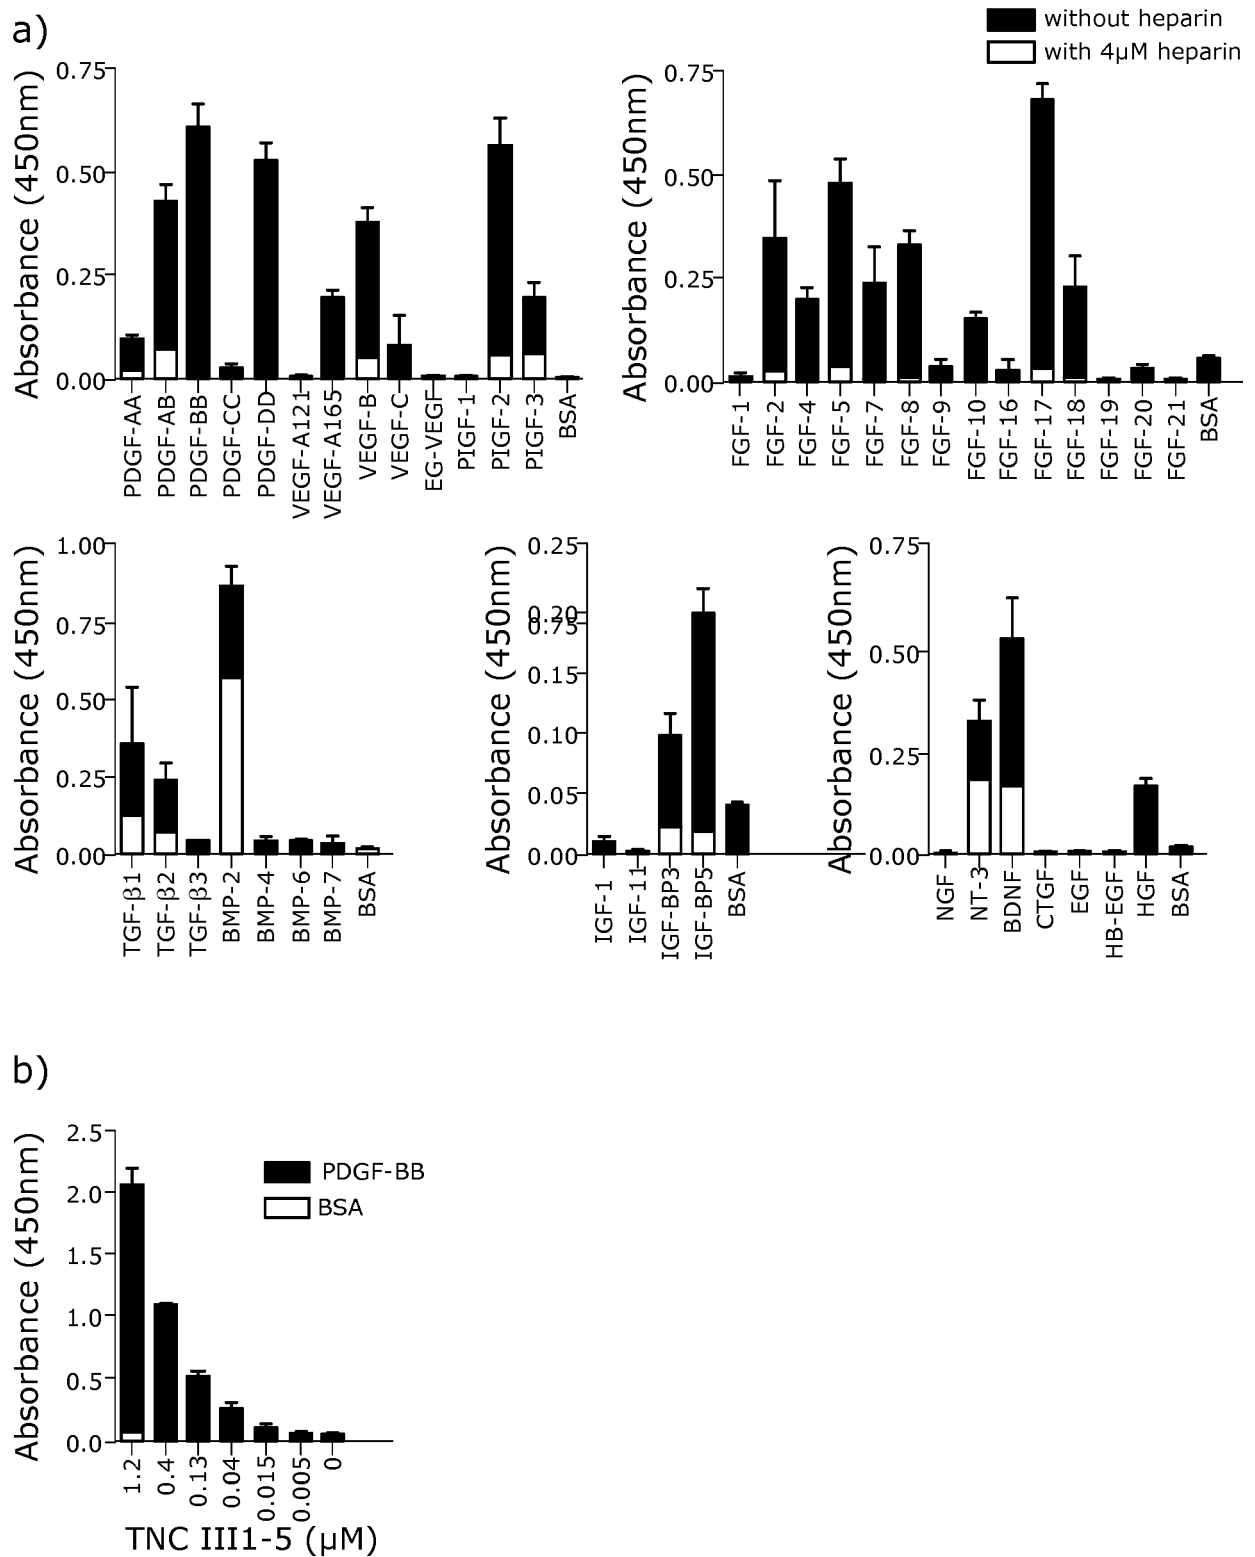 a)
without heparin
with 4μM heparin
Absorbance (450nm)
0.75
0.50
0.25
0.00
PDGF-AA
PDGF-AB
PDGF-BB
PDGF-CC
PDGF-DD
VEGF-A121
VEGF-A165
VEGF-B
VEGF-C
EG-VEGF
PIGF-1
PIGF-2
PIGF-3
BSA
Absorbance (450nm)
0.75
0.50
0.25
0.00
FGF-1
FGF-2
FGF-4
FGF-5
FGF-7
FGF-8
FGF-9
FGF-10
FGF-16
FGF-17
FGF-18
FGF-19
FGF-20
FGF-21
BSA
Absorbance (450nm)
1.00
0.75
0.50
0.25
0.00
TGF-β1
TGF-β2
TGF-β3
BMP-2
BMP-4
BMP-6
BMP-7
BSA
Absorbance (450nm)
0.25
0.20
0.75
0.15
0.10
0.05
0.00
IGF-1
IGF-11
IGF-BP3
IGF-BP5
BSA
Absorbance (450nm)
0.75
0.50
0.25
0.00
NGF
NT-3
BDNF
CTGF
EGF
HB-EGF
HGF
BSA
b)
Absorbance (450nm)
2.5
2.0
1.5
1.0
0.5
0.0
PDGF-BB
BSA
1.2
0.4
0.13
0.04
0.015
0.005
0
TNC III1-5 (μM)